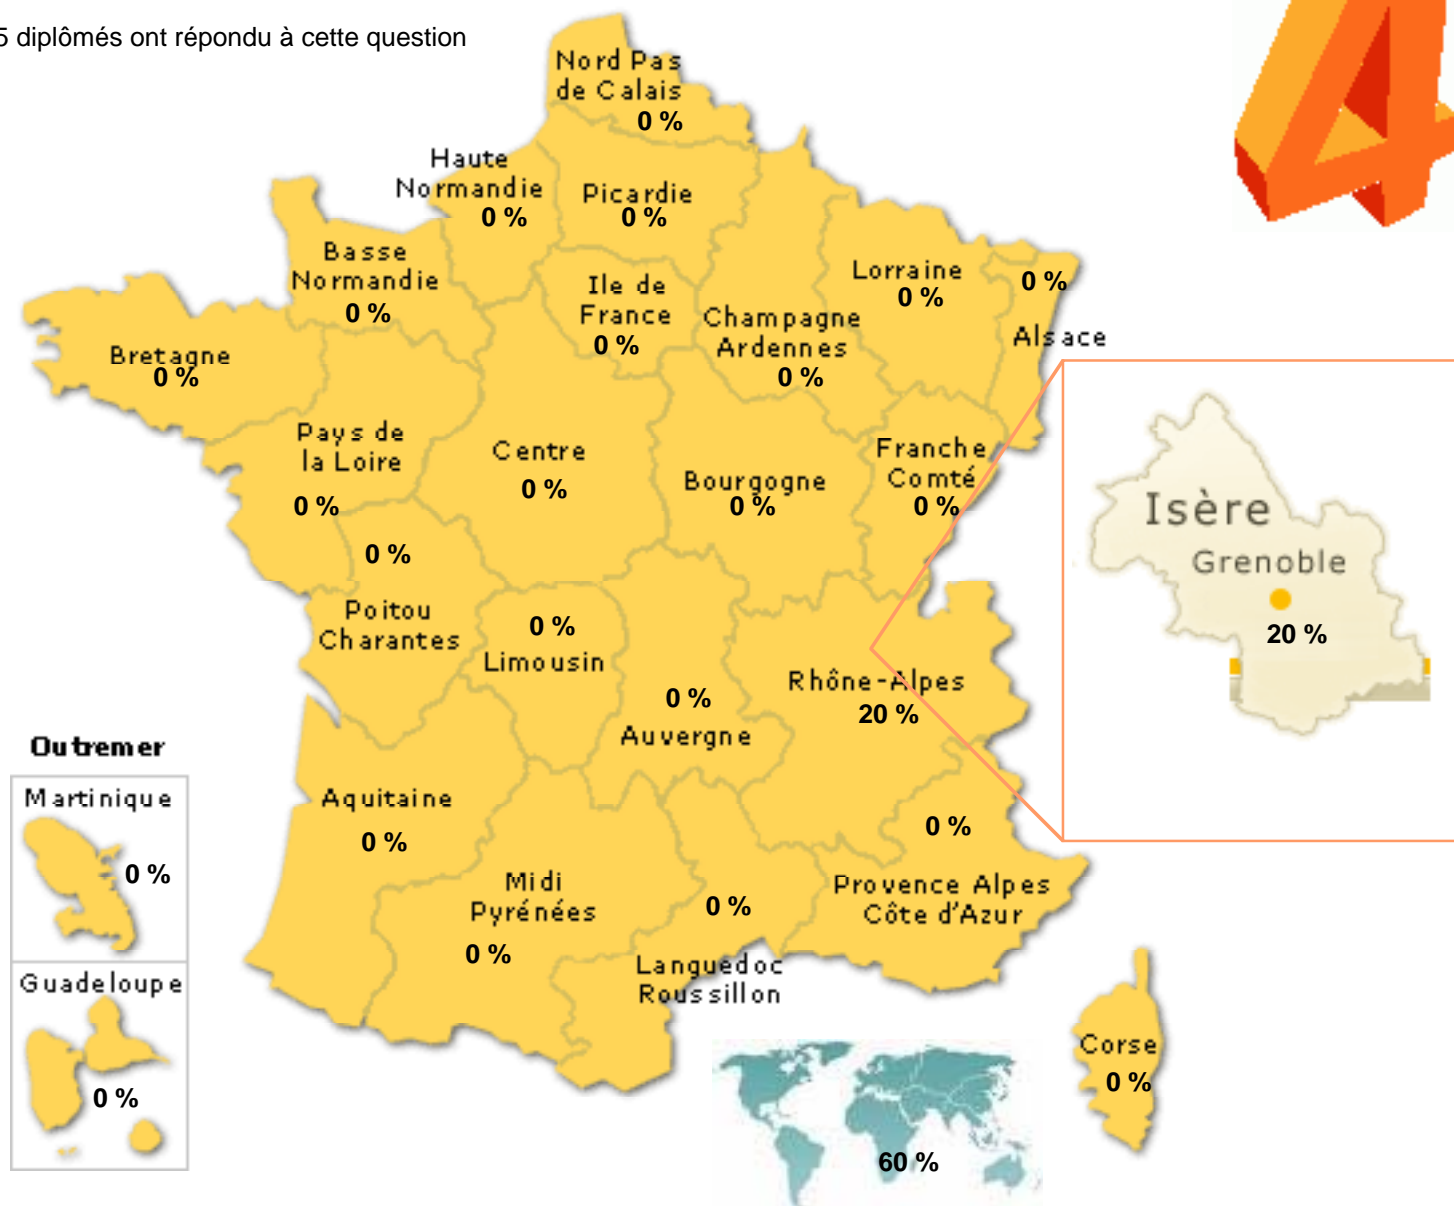 5 diplômés ont répondu à cette question
4
Nord Pas
de Calais
0 %
Haute
Normandie
0 %
Picardie
0 %
Basse
Normandie
0 %
Ile de
France
0 %
Champagne
Ardennes
0 %
Lorraine
0 %
0 %
Alsace
Bretagne
0 %
Pays de
la Loire
0 %
Centre
0 %
Bourgogne
0 %
Franche
Comté
0 %
Isère
Grenoble
20 %
0 %
Poitou
Charantes
0 %
Limousin
0 %
Auvergne
Rhône-Alpes
20 %
Outremer
Martinique
0 %
Guadeloupe
0 %
Aquitaine
0 %
Midi
Pyrénées
0 %
0 %
Languedoc
Roussillon
0 %
Provence Alpes
Côte d'Azur
Corse
0 %
60 %